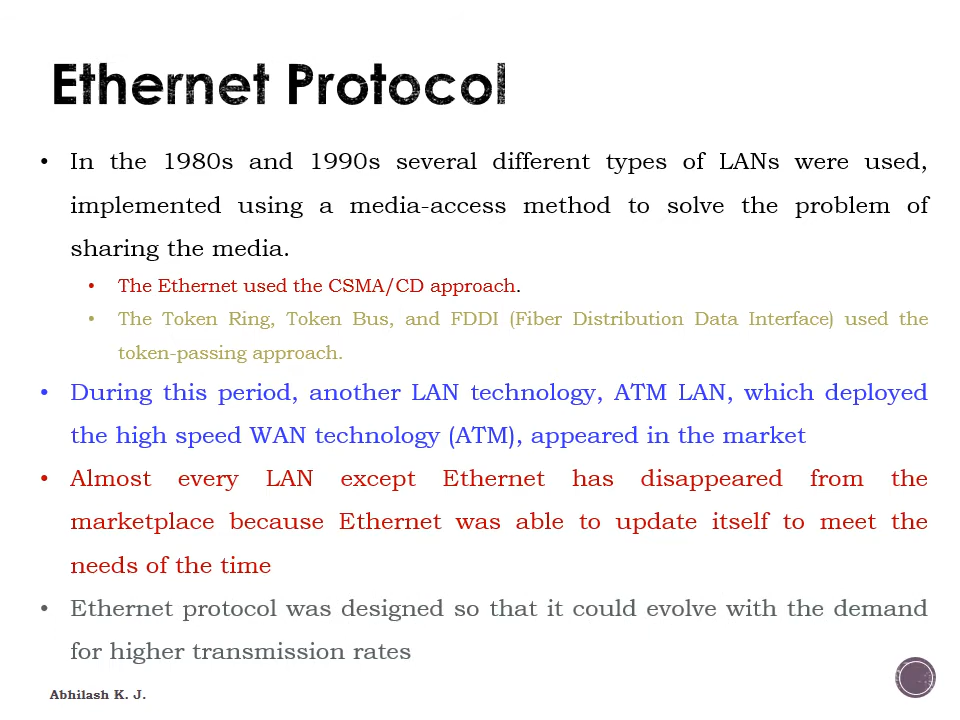 Ethernet Protocol
• In the 1980s and 1990s several different types of LANs were used,
implemented using a media-access method to solve the problem of
sharing the media.
• The Ethernet used the CSMA/CD approach.
• The Token Ring, Token Bus, and FDDI (Fiber Distribution Data Interface) used the
token-passing approach.
• During this period, another LAN technology, ATM LAN, which deployed
the high speed WAN technology (ATM), appeared in the market
• Almost every LAN except Ethernet has disappeared from the
marketplace because Ethernet was able to update itself to meet the
needs of the time
• Ethernet protocol was designed so that it could evolve with the demand
for higher transmission rates
Abhilash K. J.